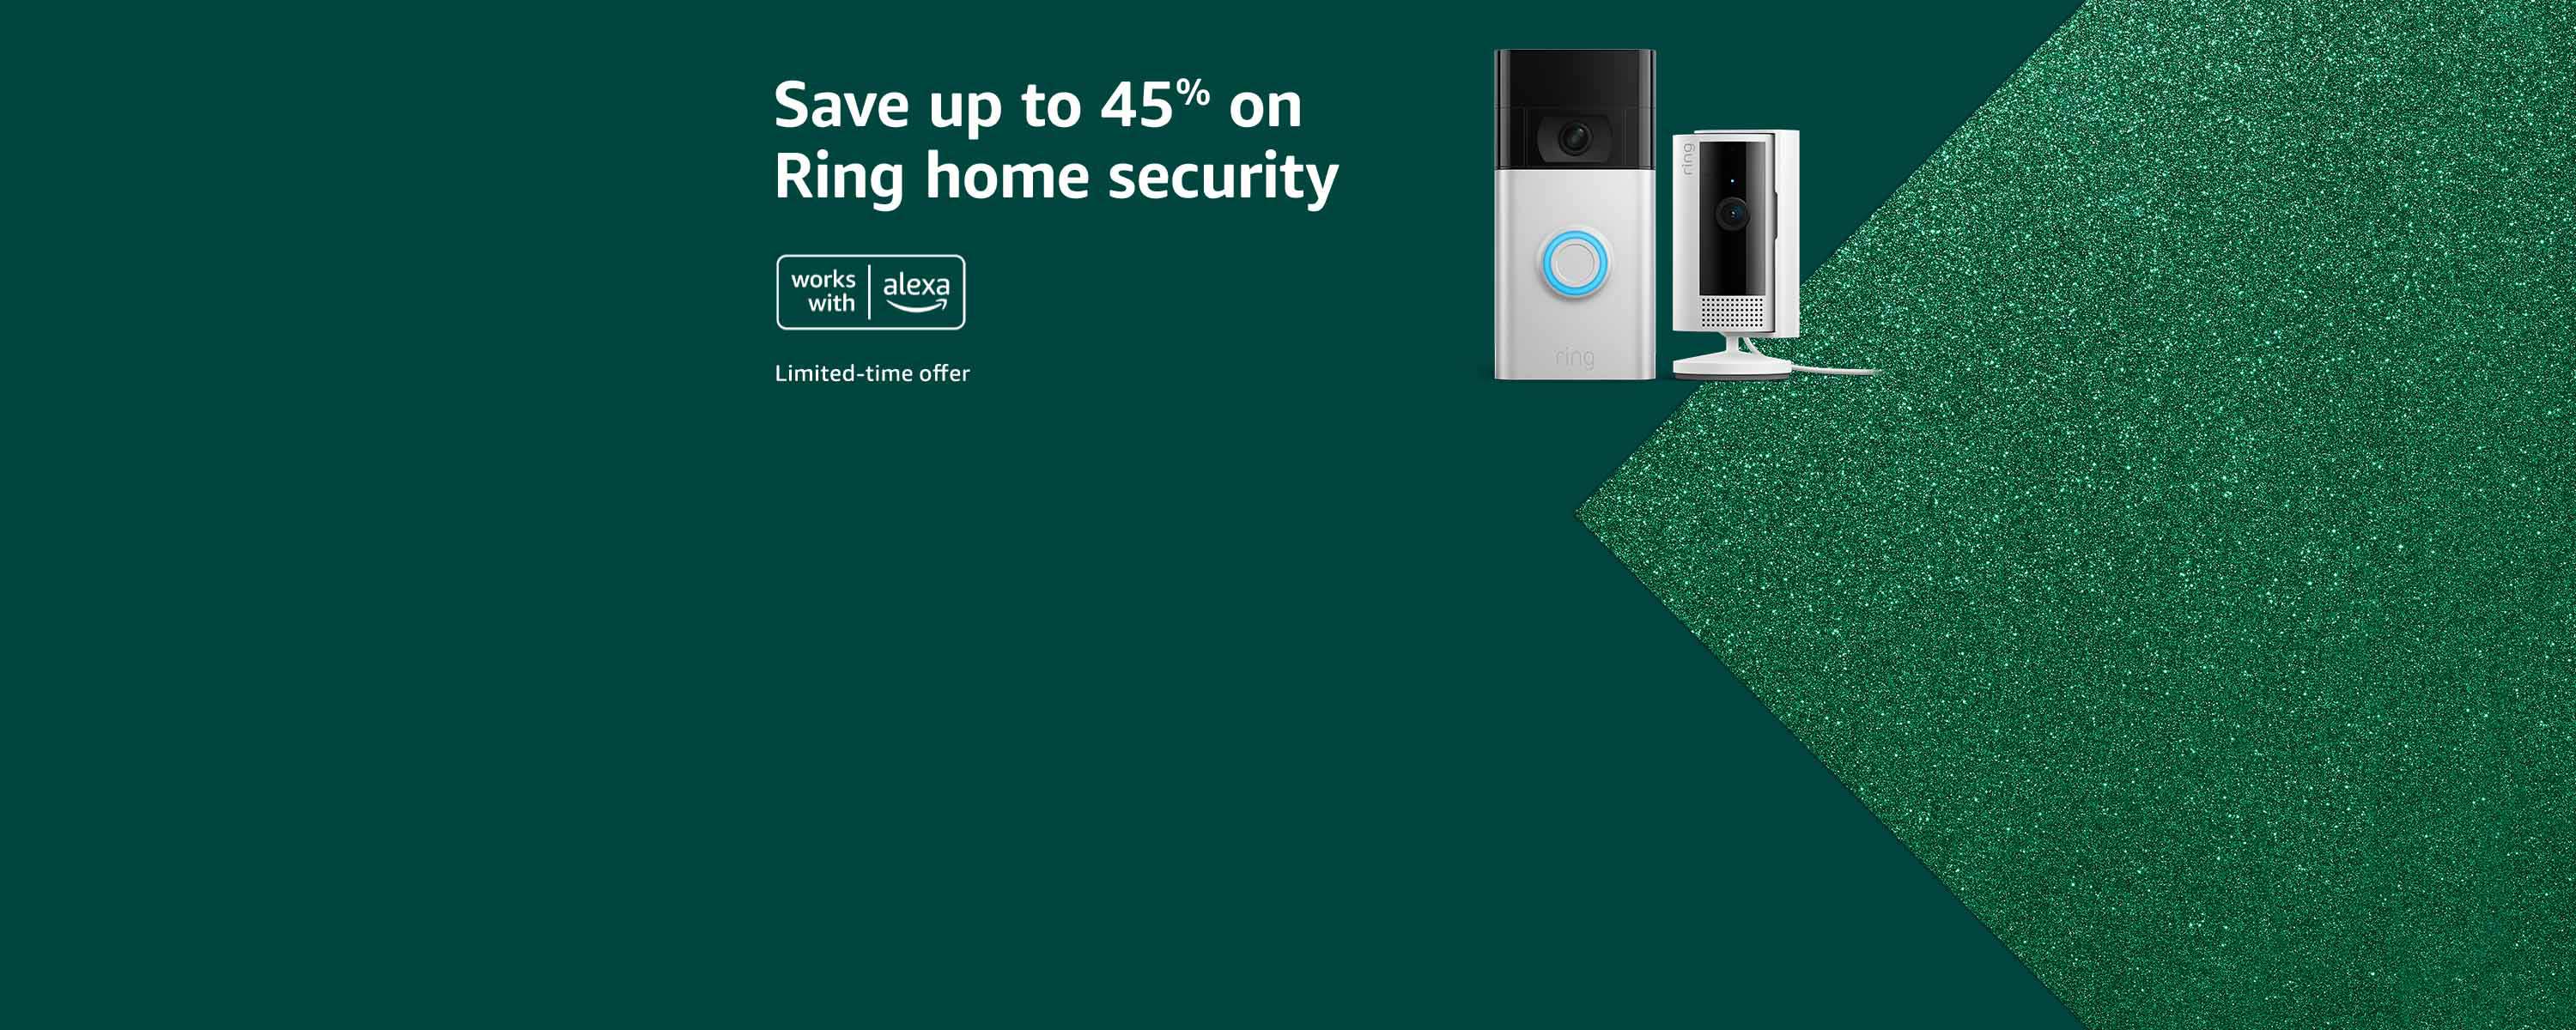 Save up to 45% on
Ring home security
works
with
alexa
Limited-time offer
ring
ring